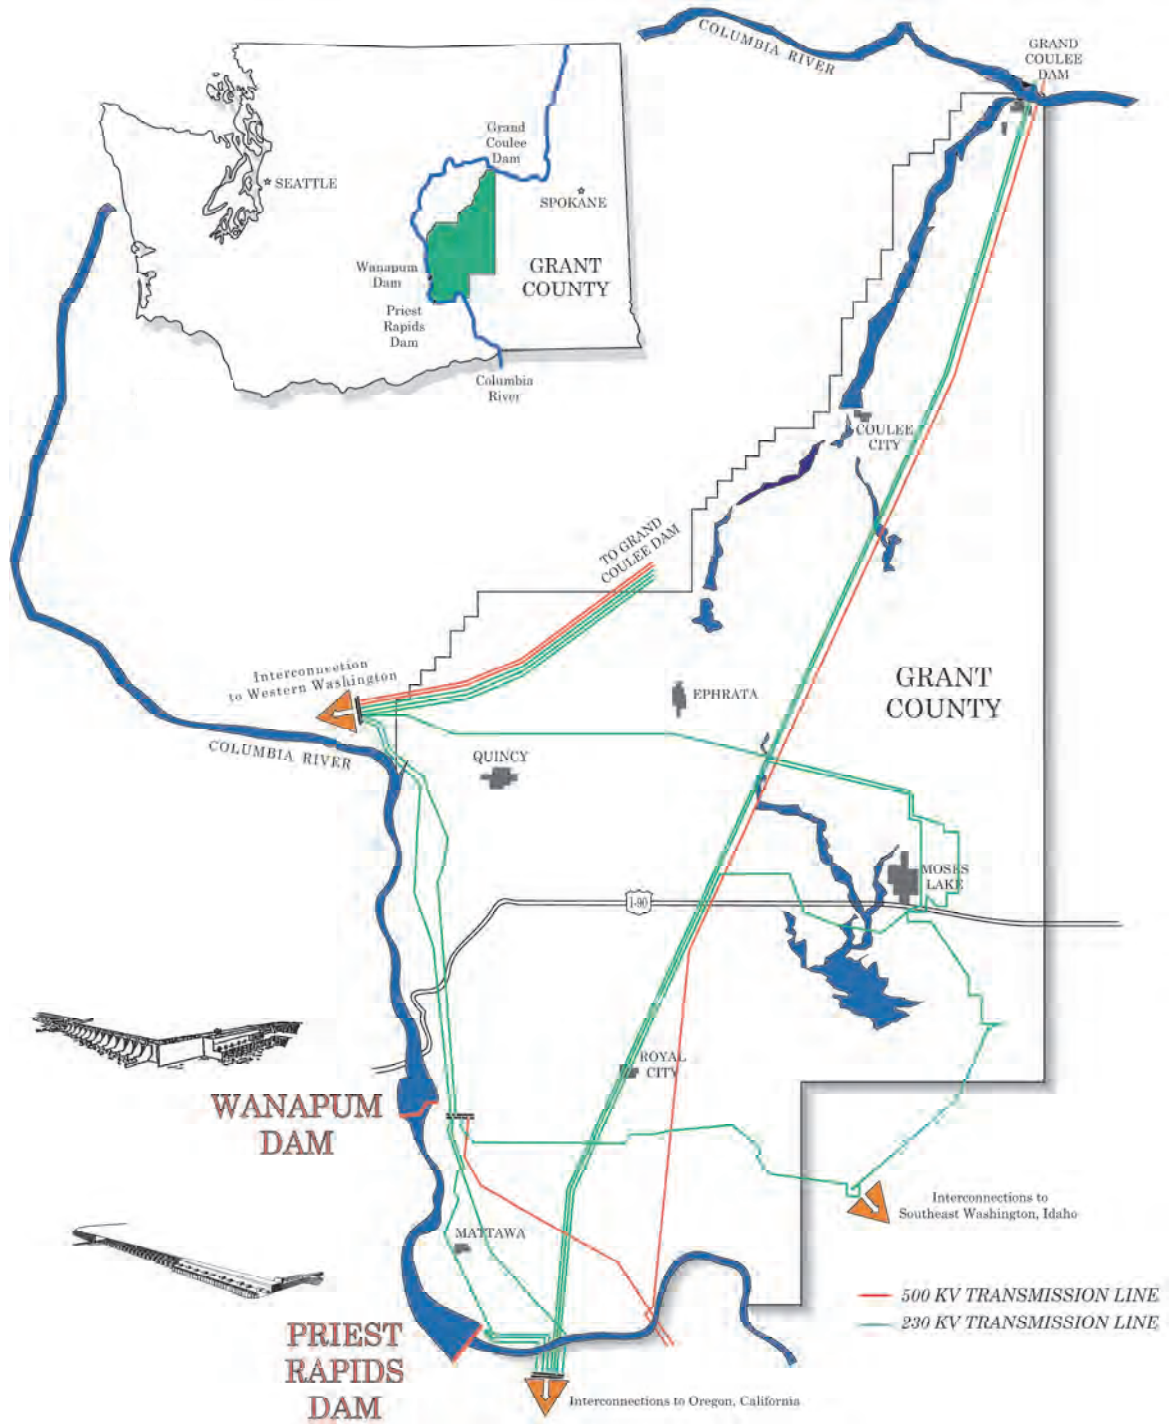 COLUMBIA RIVER
GRAND
COULEE
DAM
Grand
Coulee
Dam
SEATTLE
SPOKANE
Wanapum
Dam
GRANT
COUNTY
Priest
Rapids
Dam
Columbia
River
COULEE
CITY
TO GRAND
COULEE DAM
Interconnection
to Western Washington
EPHRATA
GRANT
COUNTY
COLUMBIA RIVER
QUINCY
MOSES
LAKE
I-90
ROYAL
CITY
WANAPUM
DAM
Interconnections to
Southeast Washington, Idaho
MATTAWA
500 KV TRANSMISSION LINE
230 KV TRANSMISSION LINE
PRIEST
RAPIDS
DAM
Interconnections to Oregon, California